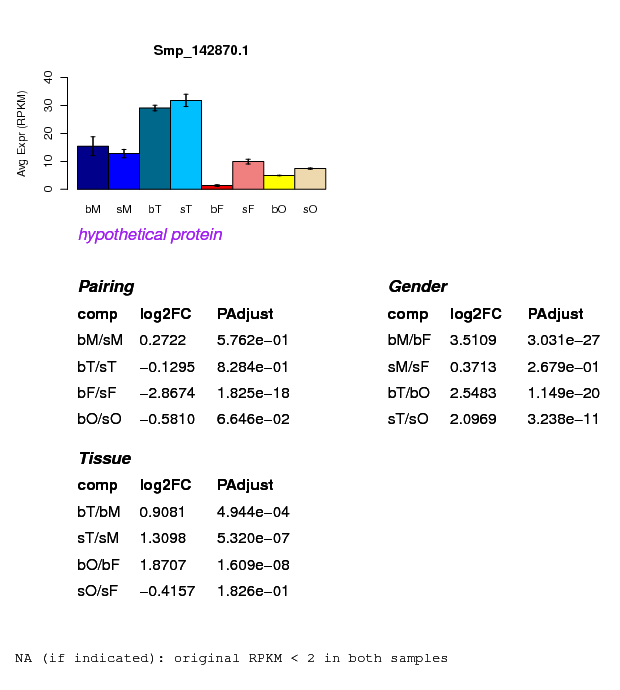 Smp_142870.1
Avg Expr (RPKM)
40
30
20
10
0
bM sM bT sT bF sF bO sO
hypothetical protein
Pairing
comp log2FC PAdjust
bM/sM 0.2722 5.762e−01
bT/sT −0.1295 8.284e−01
bF/sF −2.8674 1.825e−18
bO/sO −0.5810 6.646e−02
Gender
comp log2FC PAdjust
bM/bF 3.5109 3.031e−27
sM/sF 0.3713 2.679e−01
bT/bO 2.5483 1.149e−20
sT/sO 2.0969 3.238e−11
Tissue
comp log2FC PAdjust
bT/bM 0.9081 4.944e−04
sT/sM 1.3098 5.320e−07
bO/bF 1.8707 1.609e−08
sO/sF −0.4157 1.826e−01
NA (if indicated): original RPKM < 2 in both samples